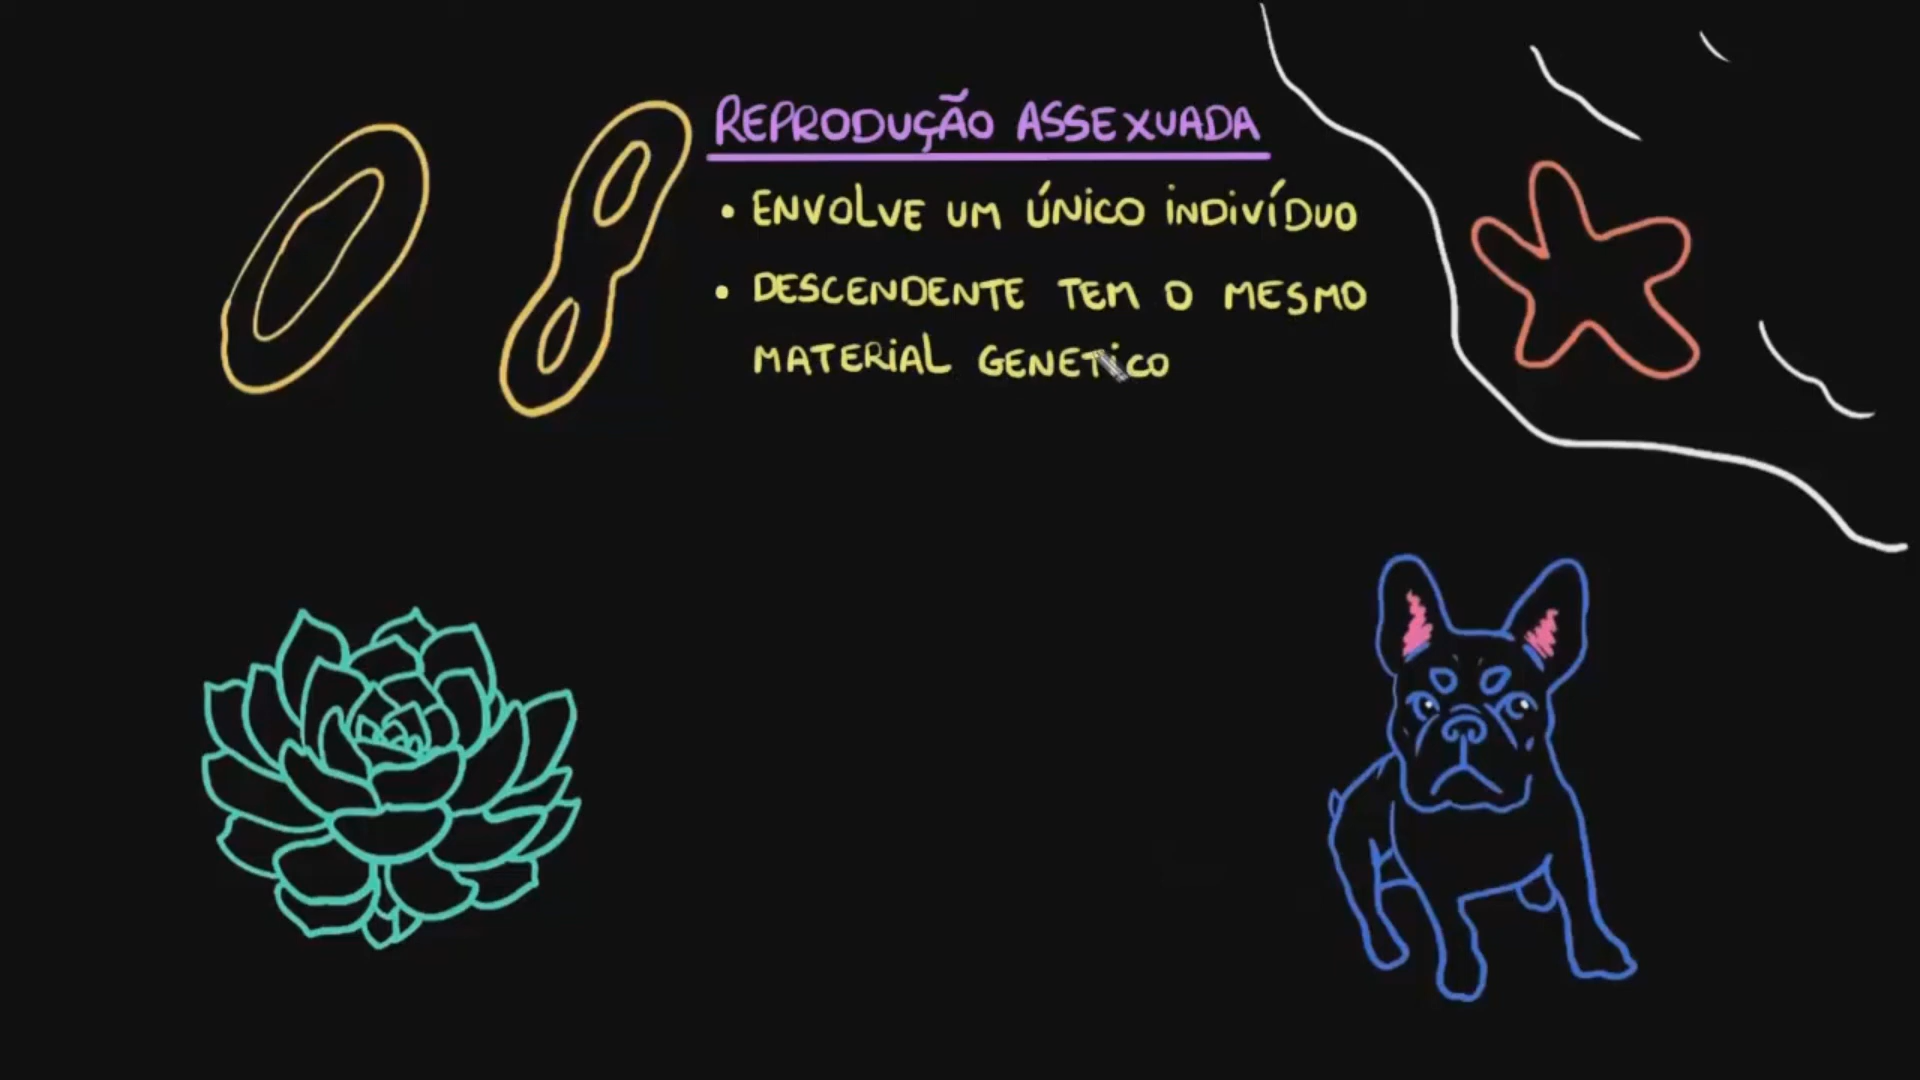 REPRODUÇÃO ASSEXUADA
• ENVOLVE UM ÚNICO INDIVÍDUO
• DESCENDENTE TEM O MESMO
MATERIAL GENETICO